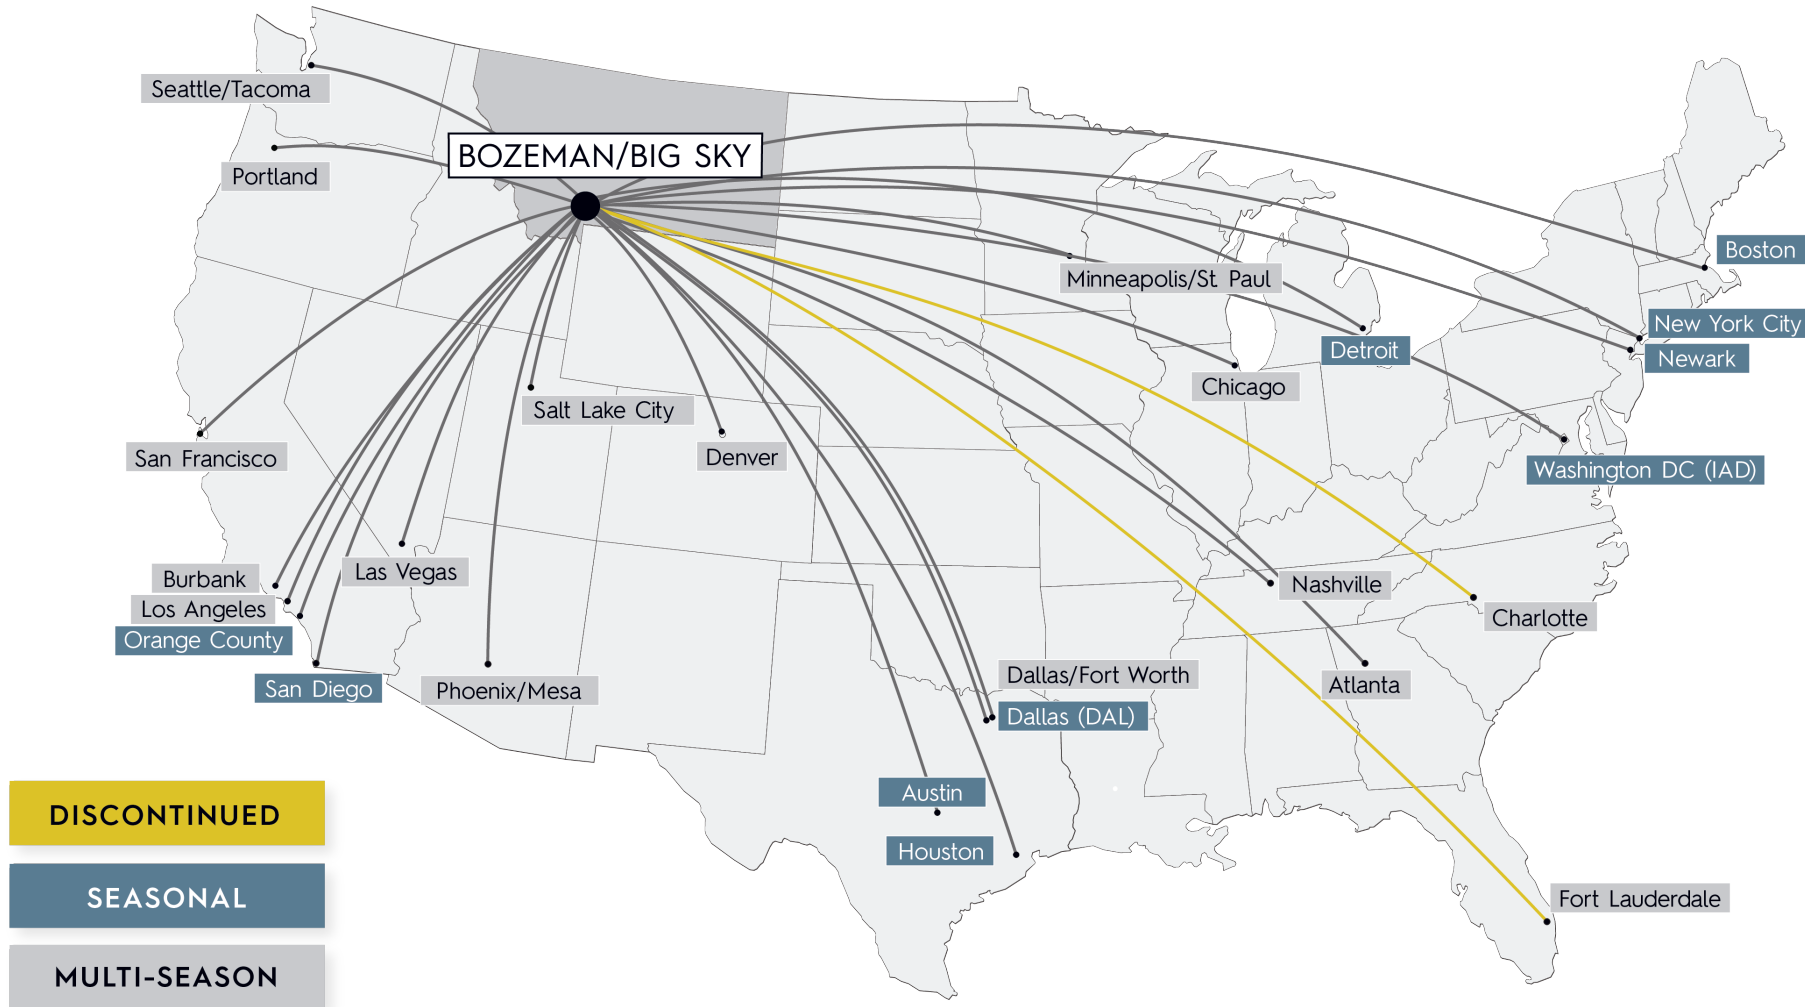 Seattle/Tacoma
BOZEMAN/BIG SKY
Portland
Boston
Minneapolis/St Paul
New York City
Detroit
Newark
Chicago
Salt Lake City
San Francisco
Denver
Washington DC (IAD)
Burbank
Las Vegas
Nashville
Los Angeles
Charlotte
Orange County
Dallas/Fort Worth
San Diego
Phoenix/Mesa
Atlanta
Dallas (DAL)
Austin
DISCONTINUED
Houston
SEASONAL
Fort Lauderdale
MULTI-SEASON